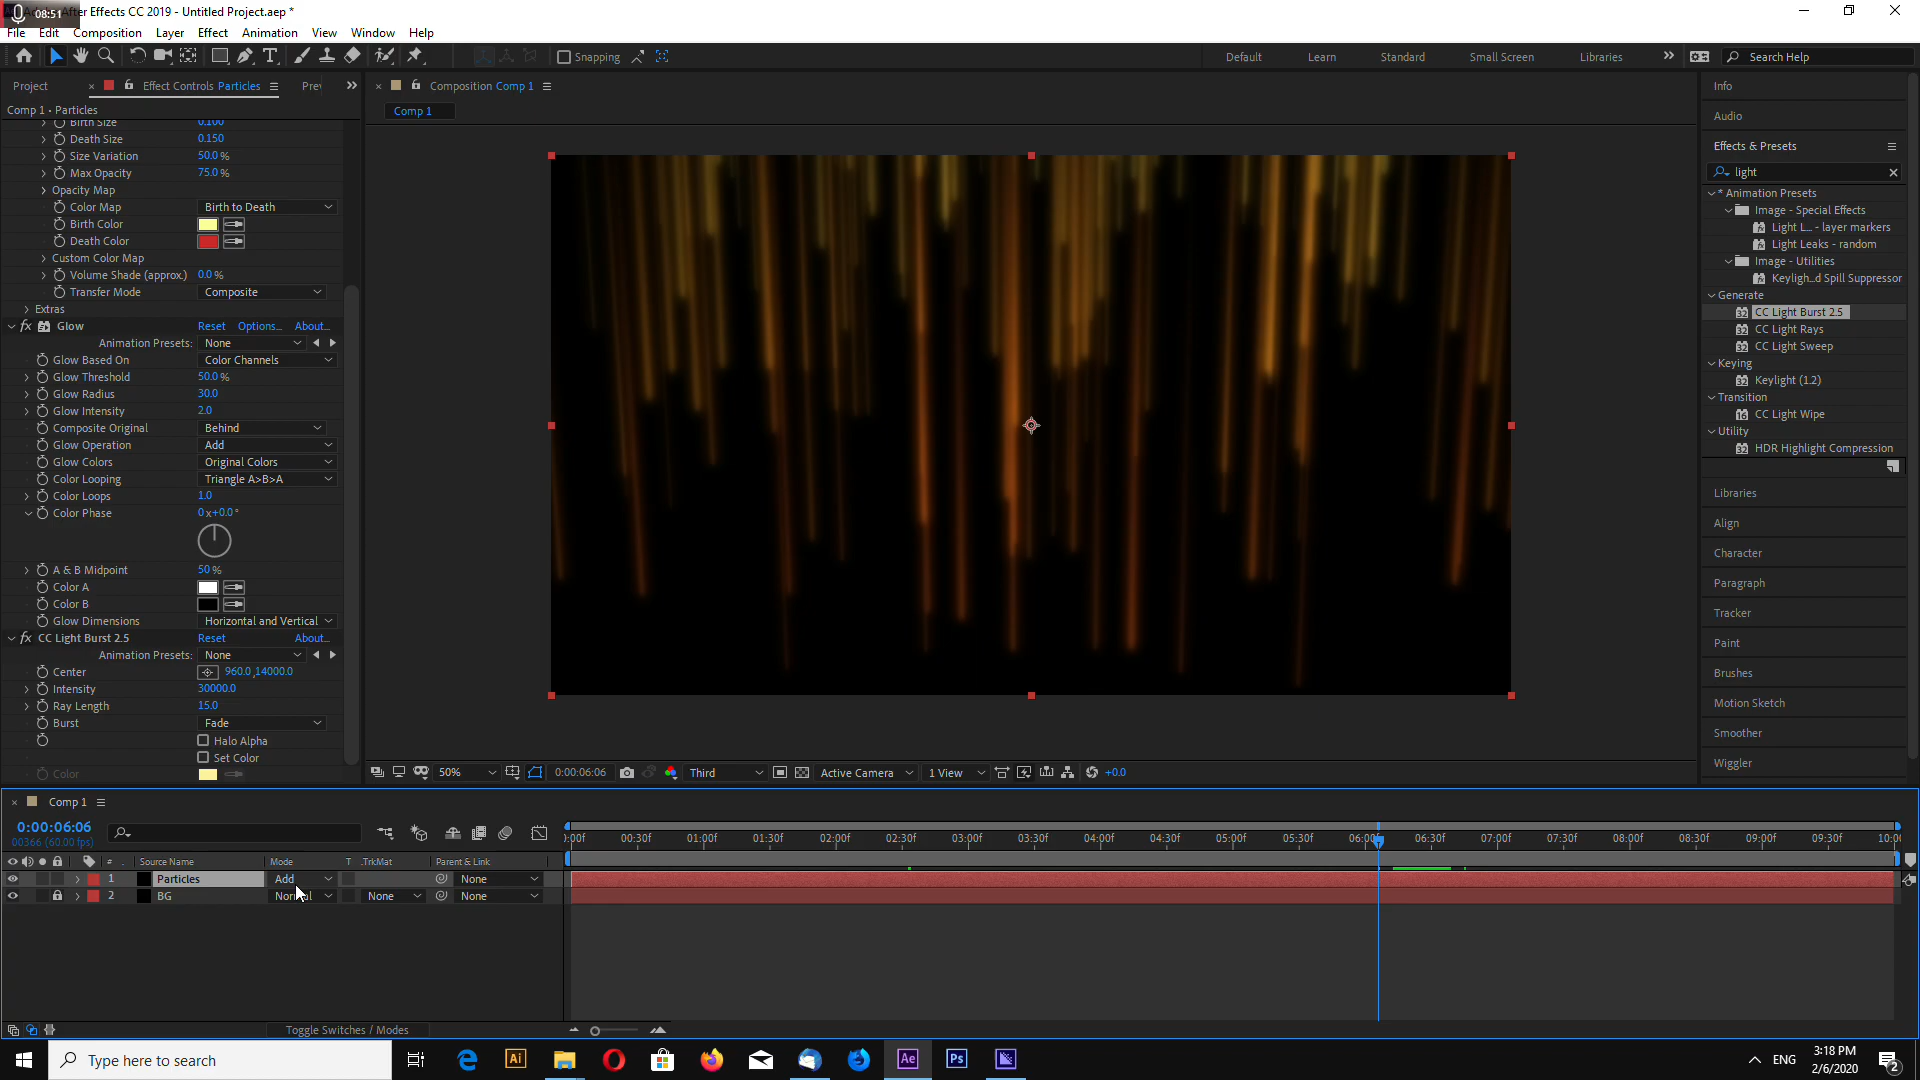 08:51
After Effects CC 2019 - Untitled Project.aep *
File Edit Composition Layer Effect Animation View Window Help
Snapping
Default Learn Standard Small Screen Libraries
Search Help
Project
Effect Controls Particles
Composition Comp 1
Info
Comp 1 • Particles
Comp 1
Audio
Birth Size 0.100
Death Size 0.150
Size Variation 50.0 %
Max Opacity 75.0 %
Opacity Map
Color Map Birth to Death
Birth Color
Death Color
Custom Color Map
Volume Shade (approx.) 0.0 %
Transfer Mode Composite
Extras
Glow Reset Options... About...
Animation Presets: None
Glow Based On Color Channels
Glow Threshold 50.0 %
Glow Radius 30.0
Glow Intensity 2.0
Composite Original Behind
Glow Operation Add
Glow Colors Original Colors
Color Looping Triangle A>B>A
Color Loops 1.0
Color Phase 0 x+0.0 °
A & B Midpoint 50 %
Color A
Color B
Glow Dimensions Horizontal and Vertical
CC Light Burst 2.5 Reset About...
Animation Presets: None
Center 960.0,14000.0
Intensity 30000.0
Ray Length 15.0
Burst Fade
Halo Alpha
Set Color
Color
Effects & Presets
light
* Animation Presets
Image - Special Effects
Light L... - layer markers
Light Leaks - random
Image - Utilities
Keyligh...d Spill Suppressor
Generate
CC Light Burst 2.5
CC Light Rays
CC Light Sweep
Keying
Keylight (1.2)
Transition
CC Light Wipe
Utility
HDR Highlight Compression
Libraries
Align
Character
Paragraph
Tracker
Paint
Brushes
Motion Sketch
Smoother
Wiggler
50% 0:00:06:06 Third Active Camera 1 View +0.0
Comp 1
0:00:06:06
00366 (60.00 fps)
:00f 00:30f 01:00f 01:30f 02:00f 02:30f 03:00f 03:30f 04:00f 04:30f 05:00f 05:30f 06:00f 06:30f 07:00f 07:30f 08:00f 08:30f 09:00f 09:30f 10:00
# Source Name Mode T .TrkMat Parent & Link
1 Particles Add None
2 BG Normal None None
Toggle Switches / Modes
Type here to search
Ai
Ae
Ps
ENG
3:18 PM
2/6/2020
2